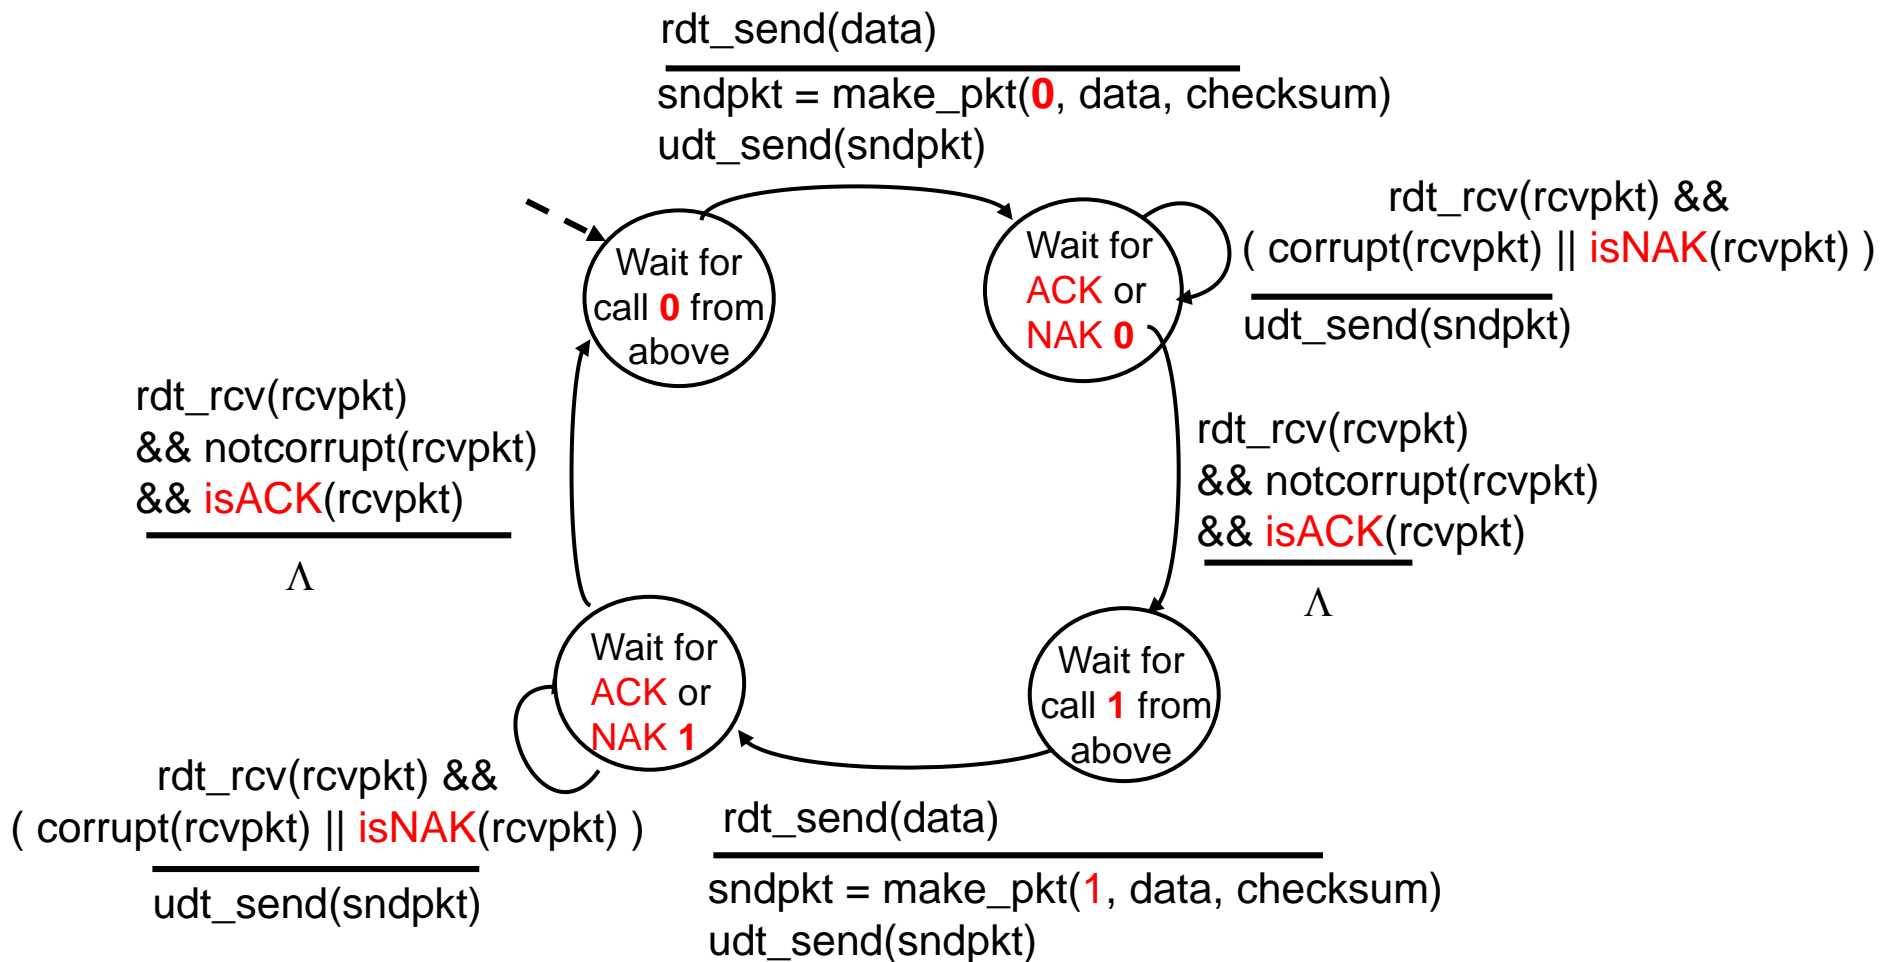 rdt_send(data)
sndpkt = make_pkt(0, data, checksum)
udt_send(sndpkt)
Wait for
call 0 from
above
Wait for
ACK or
NAK 0
rdt_rcv(rcvpkt) &&
( corrupt(rcvpkt) || isNAK(rcvpkt) )
udt_send(sndpkt)
rdt_rcv(rcvpkt)
&& notcorrupt(rcvpkt)
&& isACK(rcvpkt)
Λ
rdt_rcv(rcvpkt)
&& notcorrupt(rcvpkt)
&& isACK(rcvpkt)
Λ
Wait for
ACK or
NAK 1
Wait for
call 1 from
above
rdt_rcv(rcvpkt) &&
( corrupt(rcvpkt) || isNAK(rcvpkt) )
udt_send(sndpkt)
rdt_send(data)
sndpkt = make_pkt(1, data, checksum)
udt_send(sndpkt)